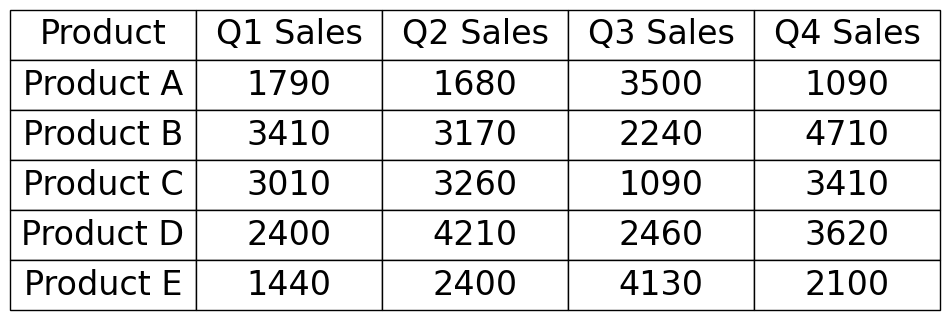 Product Q1 Sales Q2 Sales Q3 Sales Q4 Sales
Product A 1790 1680 3500 1090
Product B 3410 3170 2240 4710
Product C 3010 3260 1090 3410
Product D 2400 4210 2460 3620
Product E 1440 2400 4130 2100